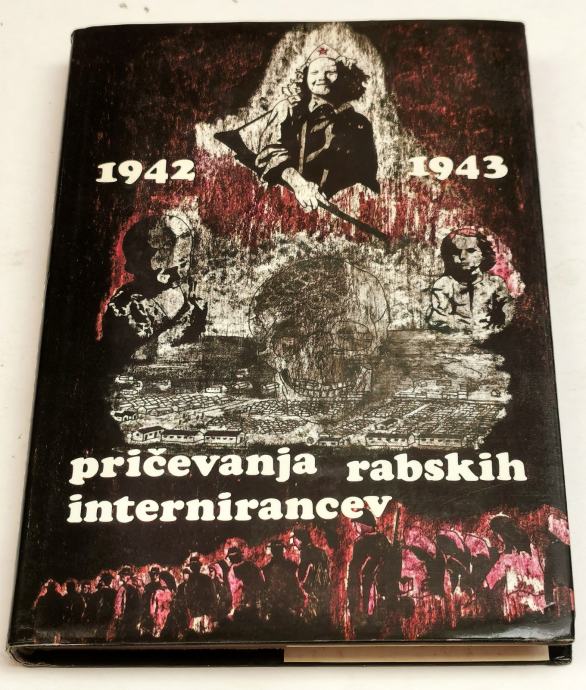 1942 1943
pričevanja rabskih
internirancev